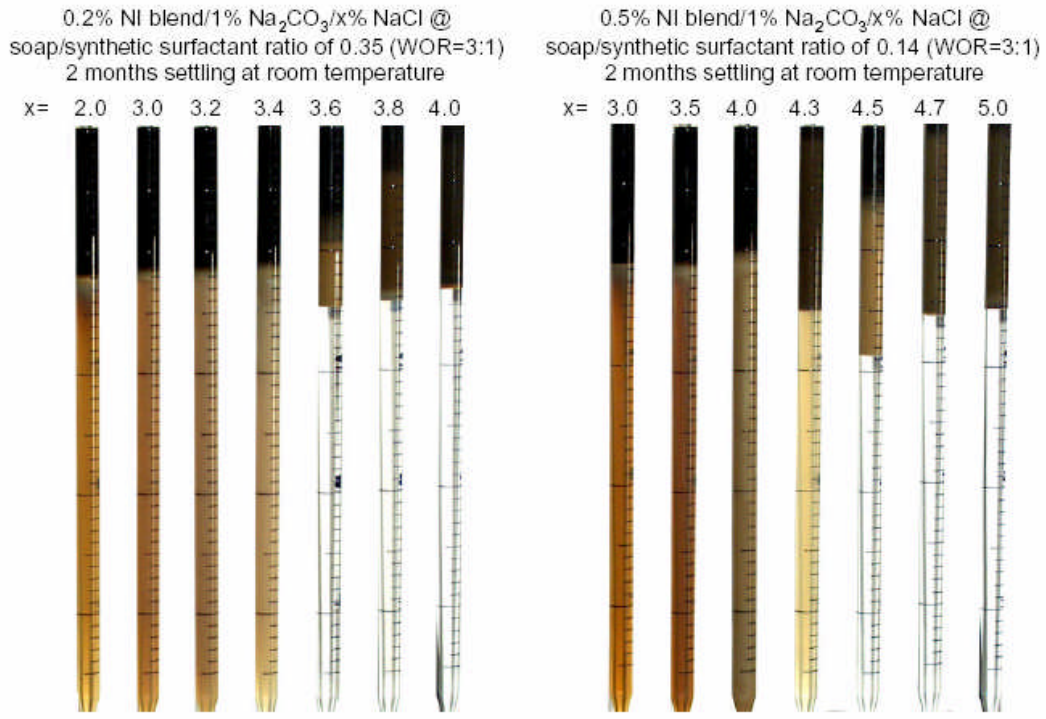 0.2% NI blend/1% Na₂CO₃/x% NaCl @
soap/synthetic surfactant ratio of 0.35 (WOR=3:1)
2 months settling at room temperature
x= 2.0 3.0 3.2 3.4 3.6 3.8 4.0
0.5% NI blend/1% Na₂CO₃/x% NaCl @
soap/synthetic surfactant ratio of 0.14 (WOR=3:1)
2 months settling at room temperature
x= 3.0 3.5 4.0 4.3 4.5 4.7 5.0